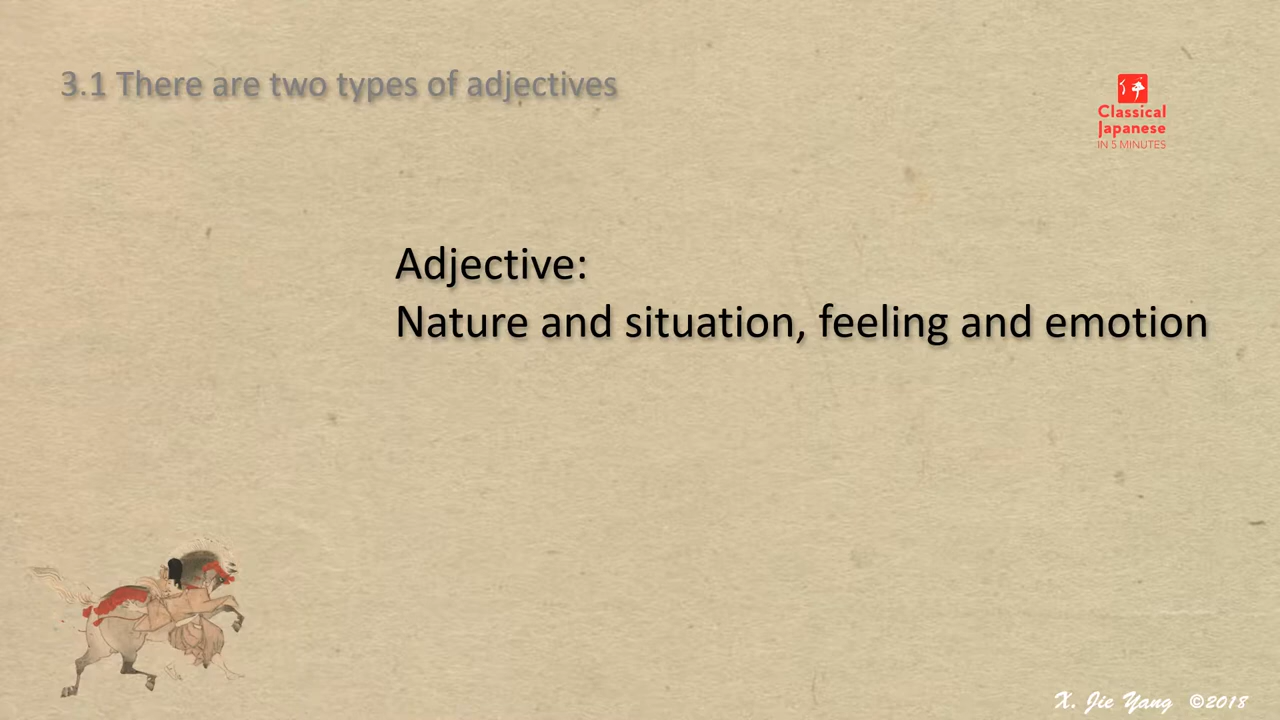 3.1 There are two types of adjectives
Classical
Japanese
IN 5 MINUTES
Adjective:
Nature and situation, feeling and emotion
X. Jie Yang ©2018